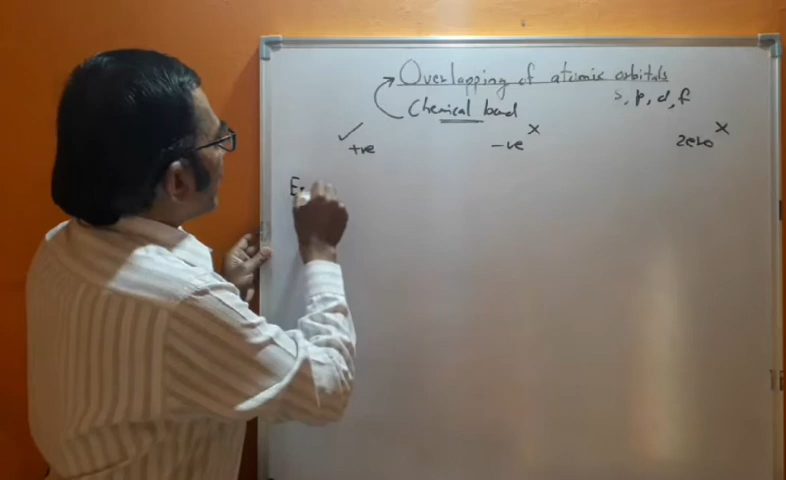 Overlapping of atomic orbitals
s, p, d, f
Chemical bond
✓ +ve
x -ve
x zero